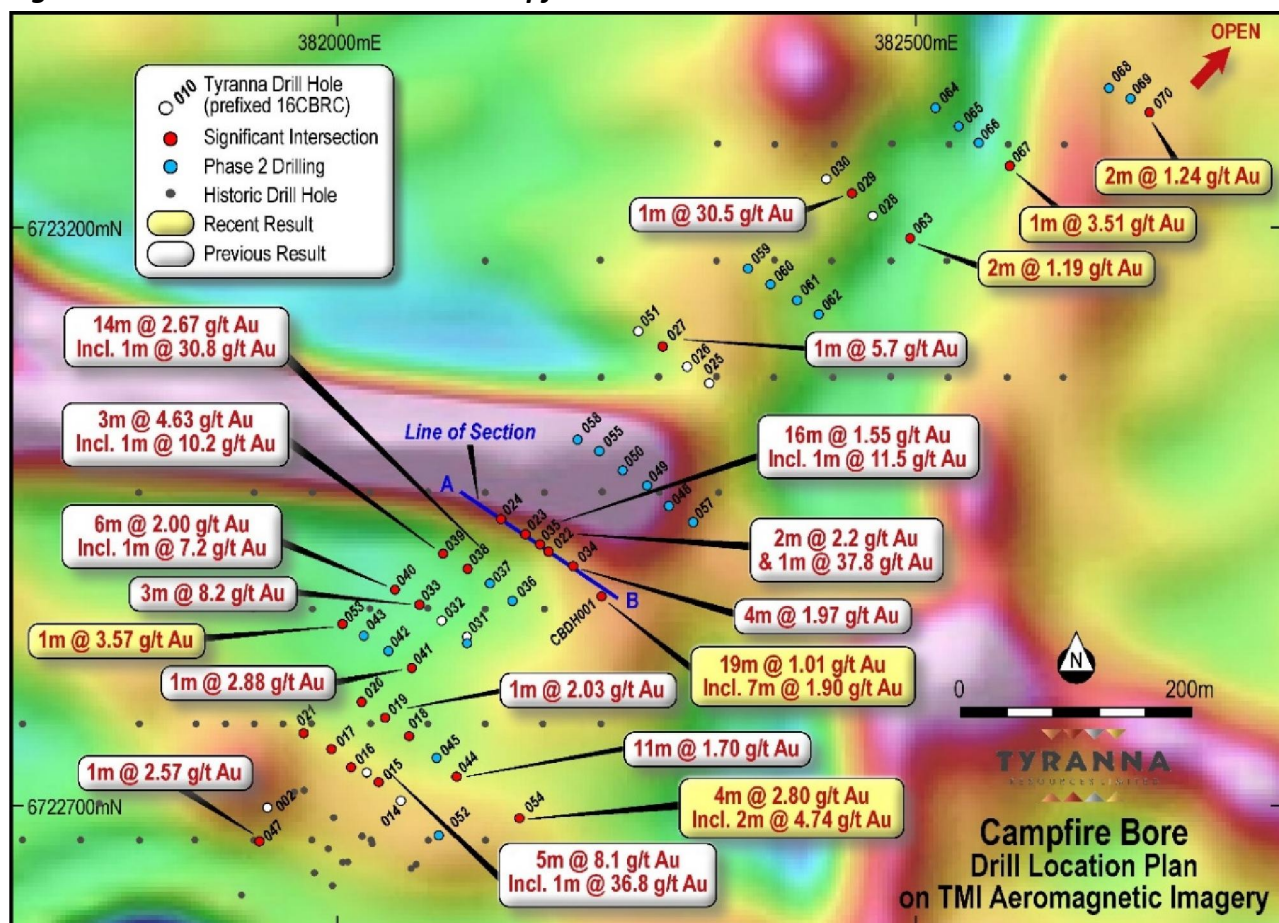 382000mE
382500mE
OPEN
010
Tyranna Drill Hole
(prefixed 16CBRC)
Significant Intersection
Phase 2 Drilling
Historic Drill Hole
Recent Result
Previous Result
6723200mN
068
069
070
064
065
066
067
2m @ 1.24 g/t Au
030
029
028
063
1m @ 30.5 g/t Au
1m @ 3.51 g/t Au
2m @ 1.19 g/t Au
059
060
061
062
14m @ 2.67 g/t Au
Incl. 1m @ 30.8 g/t Au
051
027
026
025
1m @ 5.7 g/t Au
3m @ 4.63 g/t Au
Incl. 1m @ 10.2 g/t Au
Line of Section
058
055
050
049
048
057
16m @ 1.55 g/t Au
Incl. 1m @ 11.5 g/t Au
A
024
023
035
022
034
B
CBDH001
6m @ 2.00 g/t Au
Incl. 1m @ 7.2 g/t Au
2m @ 2.2 g/t Au
& 1m @ 37.8 g/t Au
039
038
037
036
040
033
032
031
3m @ 8.2 g/t Au
4m @ 1.97 g/t Au
053
043
042
041
1m @ 3.57 g/t Au
19m @ 1.01 g/t Au
Incl. 7m @ 1.90 g/t Au
N
1m @ 2.88 g/t Au
020
019
018
1m @ 2.03 g/t Au
0
200m
021
017
016
015
045
044
11m @ 1.70 g/t Au
TYRANNA
RESOURCES LIMITED
1m @ 2.57 g/t Au
6722700mN
002
047
014
052
054
4m @ 2.80 g/t Au
Incl. 2m @ 4.74 g/t Au
5m @ 8.1 g/t Au
Incl. 1m @ 36.8 g/t Au
Campfire Bore
Drill Location Plan
on TMI Aeromagnetic Imagery